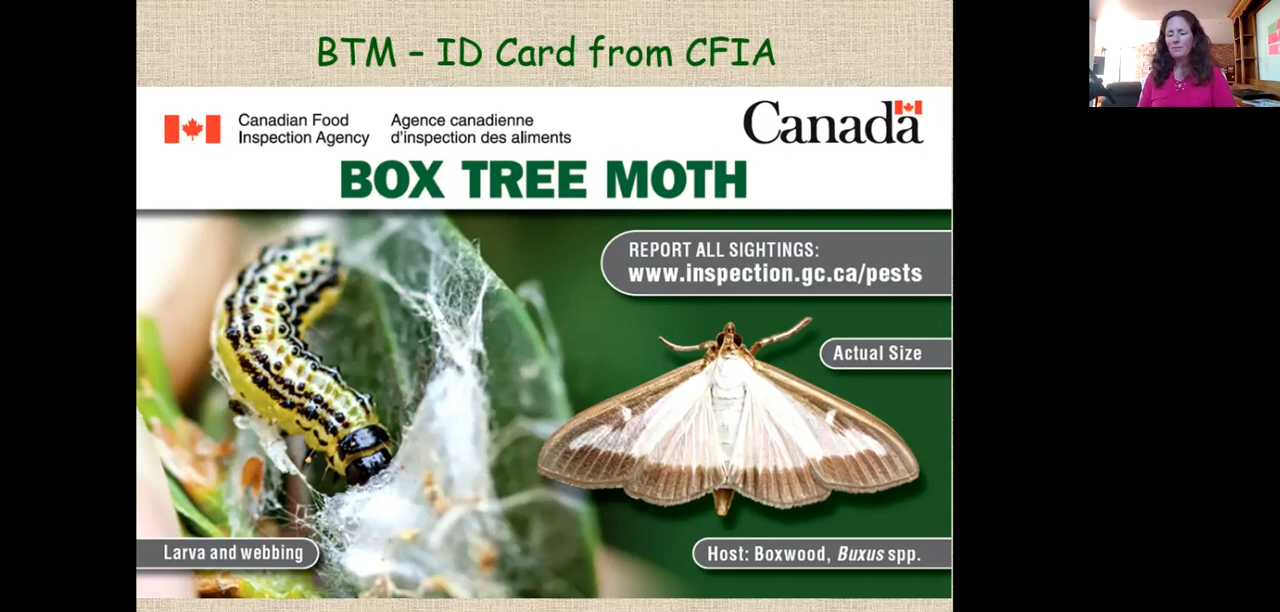 BTM – ID Card from CFIA
Canadian Food
Inspection Agency
Agence canadienne
d'inspection des aliments
Canada
BOX TREE MOTH
REPORT ALL SIGHTINGS:
www.inspection.gc.ca/pests
Actual Size
Larva and webbing
Host: Boxwood, Buxus spp.